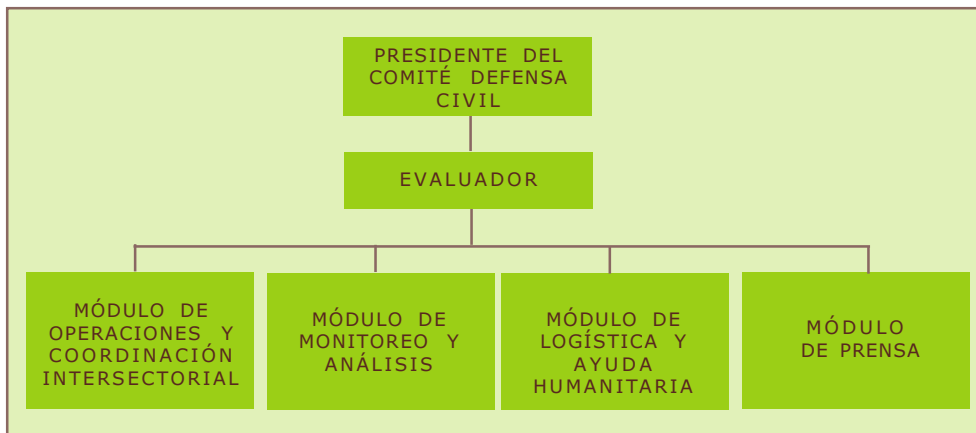 PRESIDENTE DEL
COMITÉ DEFENSA
CIVIL
EVALUADOR
MÓDULO DE
OPERACIONES Y
COORDINACIÓN
INTERSECTORIAL
MÓDULO DE
MONITOREO Y
ANÁLISIS
MÓDULO DE
LOGÍSTICA Y
AYUDA
HUMANITARIA
MÓDULO
DE PRENSA